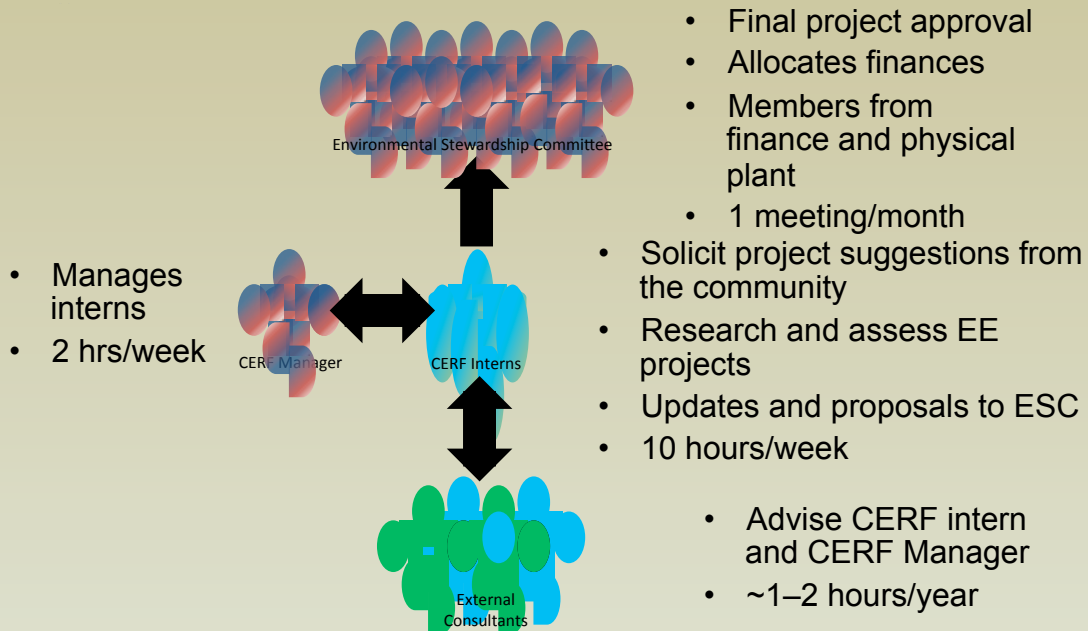 • Final project approval
• Allocates finances
• Members from
finance and physical
plant
• 1 meeting/month
Environmental Stewardship Committee
• Manages
interns
• 2 hrs/week
CERF Manager
CERF Interns
• Solicit project suggestions from
the community
• Research and assess EE
projects
• Updates and proposals to ESC
• 10 hours/week
External
Consultants
• Advise CERF intern
and CERF Manager
• ~1–2 hours/year